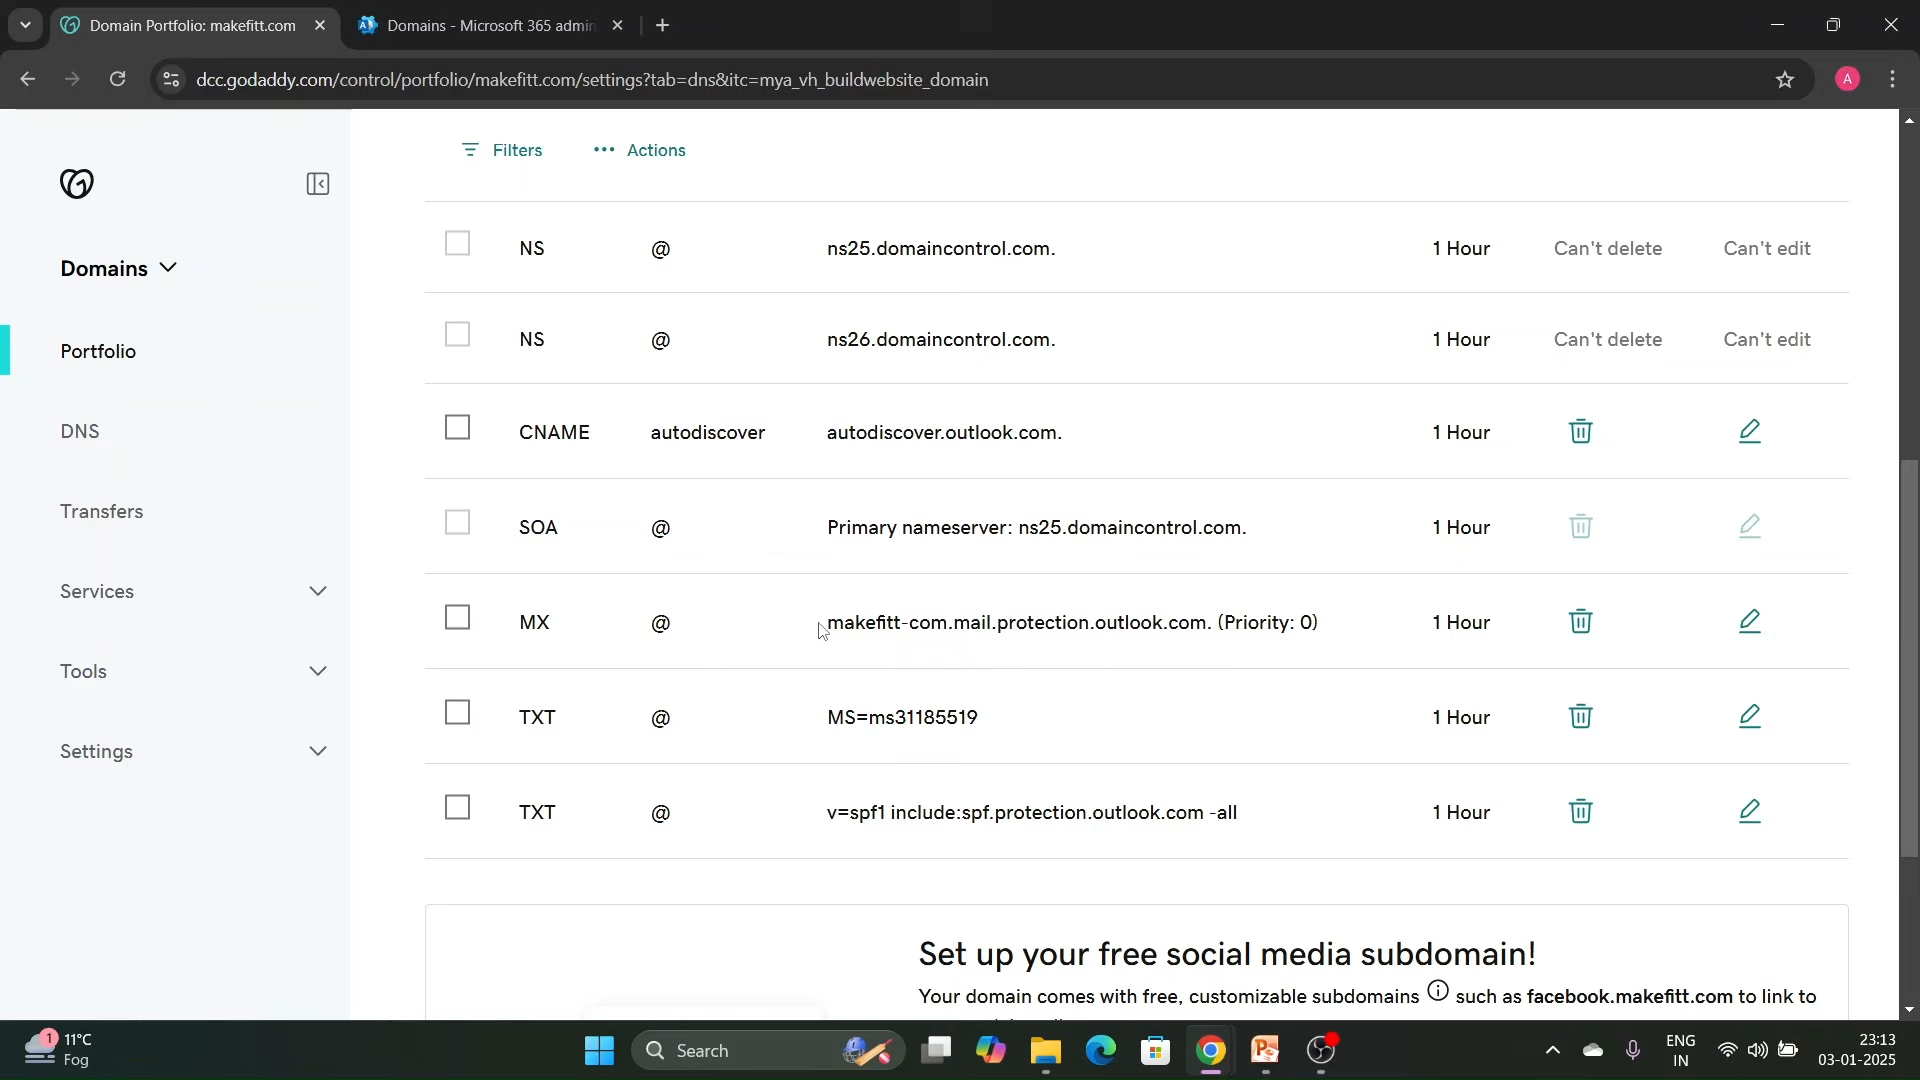 Domain Portfolio: makefitt.com
Domains - Microsoft 365 admin
dcc.godaddy.com/control/portfolio/makefitt.com/settings?tab=dns&itc=mya_vh_buildwebsite_domain
A
Filters
Actions
Domains
Portfolio
DNS
Transfers
Services
Tools
Settings
NS @ ns25.domaincontrol.com. 1 Hour Can't delete Can't edit
NS @ ns26.domaincontrol.com. 1 Hour Can't delete Can't edit
CNAME autodiscover autodiscover.outlook.com. 1 Hour
SOA @ Primary nameserver: ns25.domaincontrol.com. 1 Hour
MX @ makefitt-com.mail.protection.outlook.com. (Priority: 0) 1 Hour
TXT @ MS=ms31185519 1 Hour
TXT @ v=spf1 include:spf.protection.outlook.com -all 1 Hour
Set up your free social media subdomain!
Your domain comes with free, customizable subdomains such as facebook.makefitt.com to link to
1
11°C
Fog
Search
ENG
IN
23:13
03-01-2025